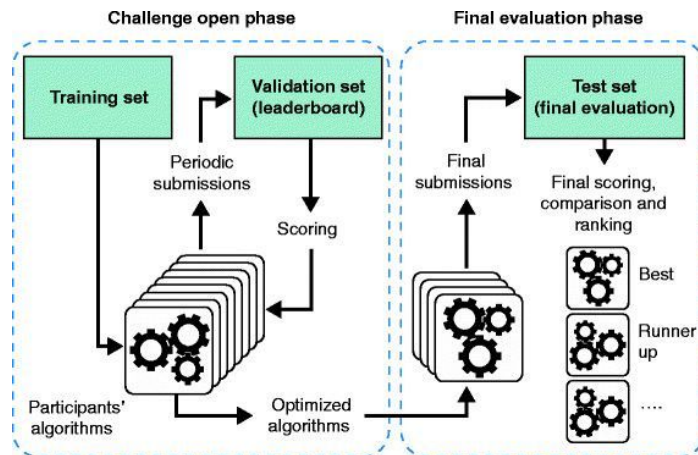 Challenge open phase
Final evaluation phase
Training set
Validation set
(leaderboard)
Test set
(final evaluation)
Periodic
submissions
Scoring
Final
submissions
Final scoring,
comparison and
ranking
Best
Runner
up
....
Participants'
algorithms
Optimized
algorithms